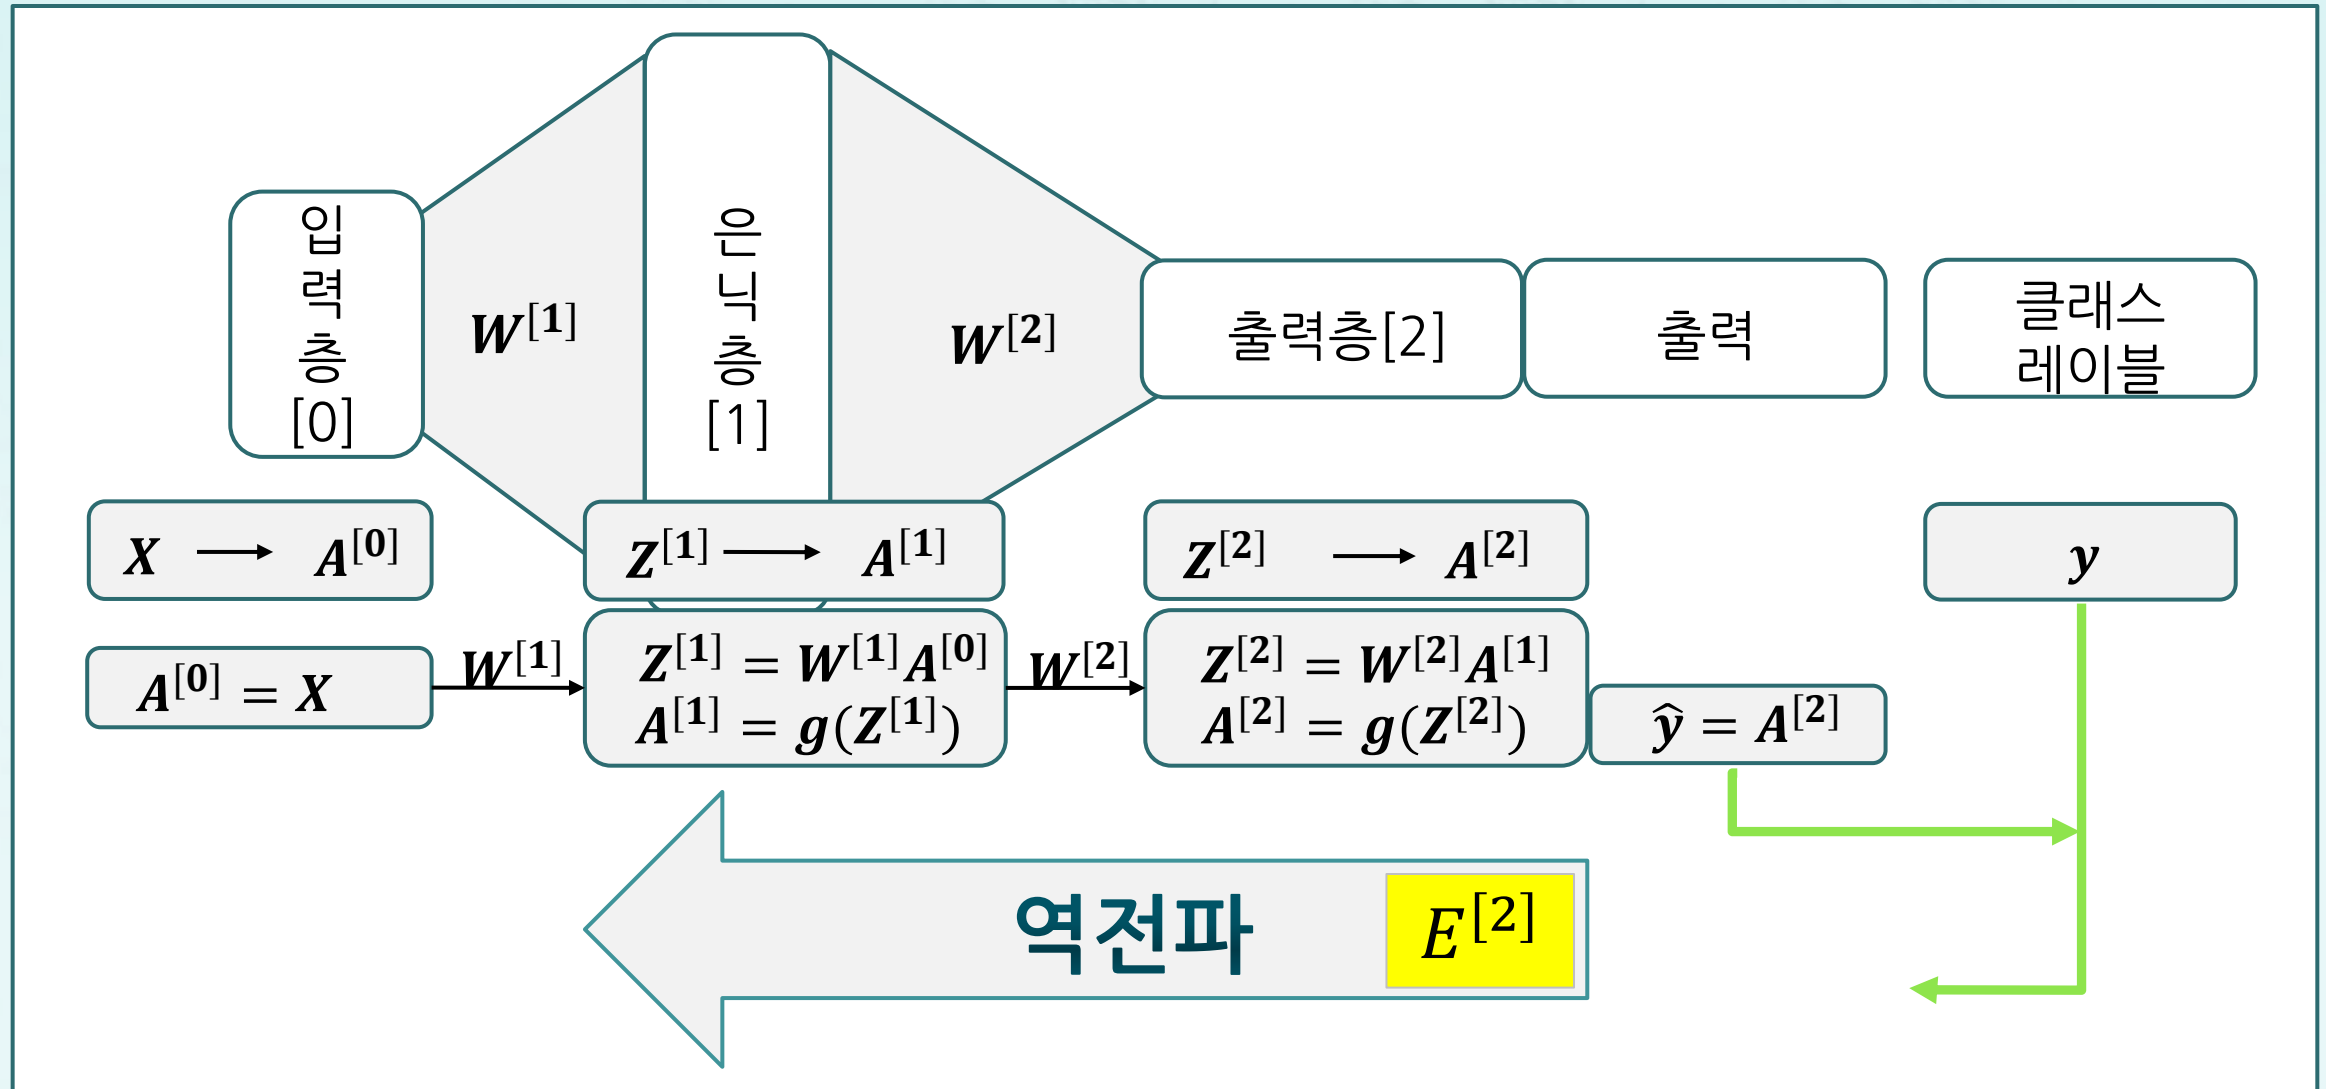 입
력
층
[0]
W^[1]
은
닉
층
[1]
W^[2]
출력층[2]
출력
클래스
레이블
X → A^[0]
Z^[1] → A^[1]
Z^[2] → A^[2]
y
A^[0] = X
W^[1]
Z^[1] = W^[1]A^[0]
A^[1] = g(Z^[1])
W^[2]
Z^[2] = W^[2]A^[1]
A^[2] = g(Z^[2])
ŷ = A^[2]
역전파
E^[2]